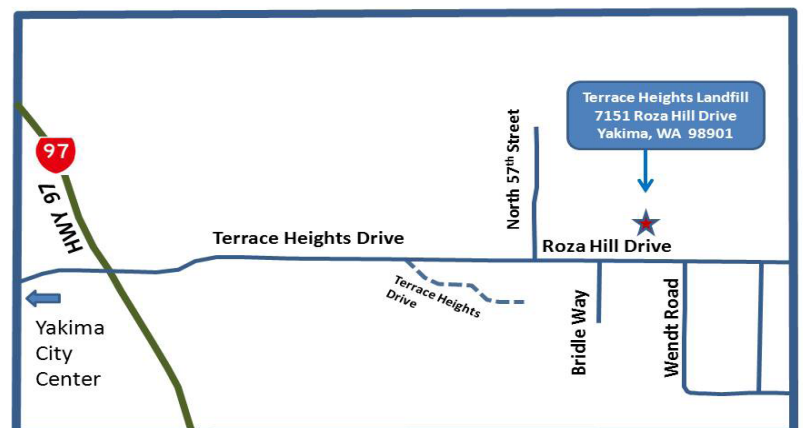 Terrace Heights Landfill
7151 Roza Hill Drive
Yakima, WA 98901
97
HWY 97
North 57th Street
Terrace Heights Drive
Roza Hill Drive
Terrace Heights
Drive
Bridle Way
Wendt Road
Yakima
City
Center